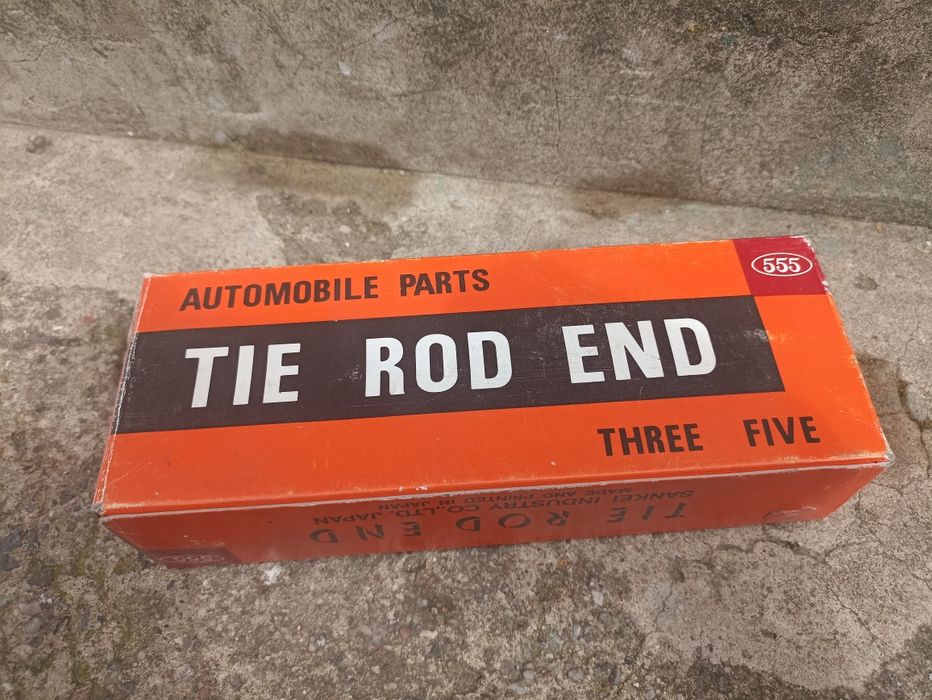 555
AUTOMOBILE PARTS
TIE ROD END
THREE FIVE
TIE ROD END
SANKEI INDUSTRY CO.,LTD. JAPAN
MADE AND PRINTED IN JAPAN
555